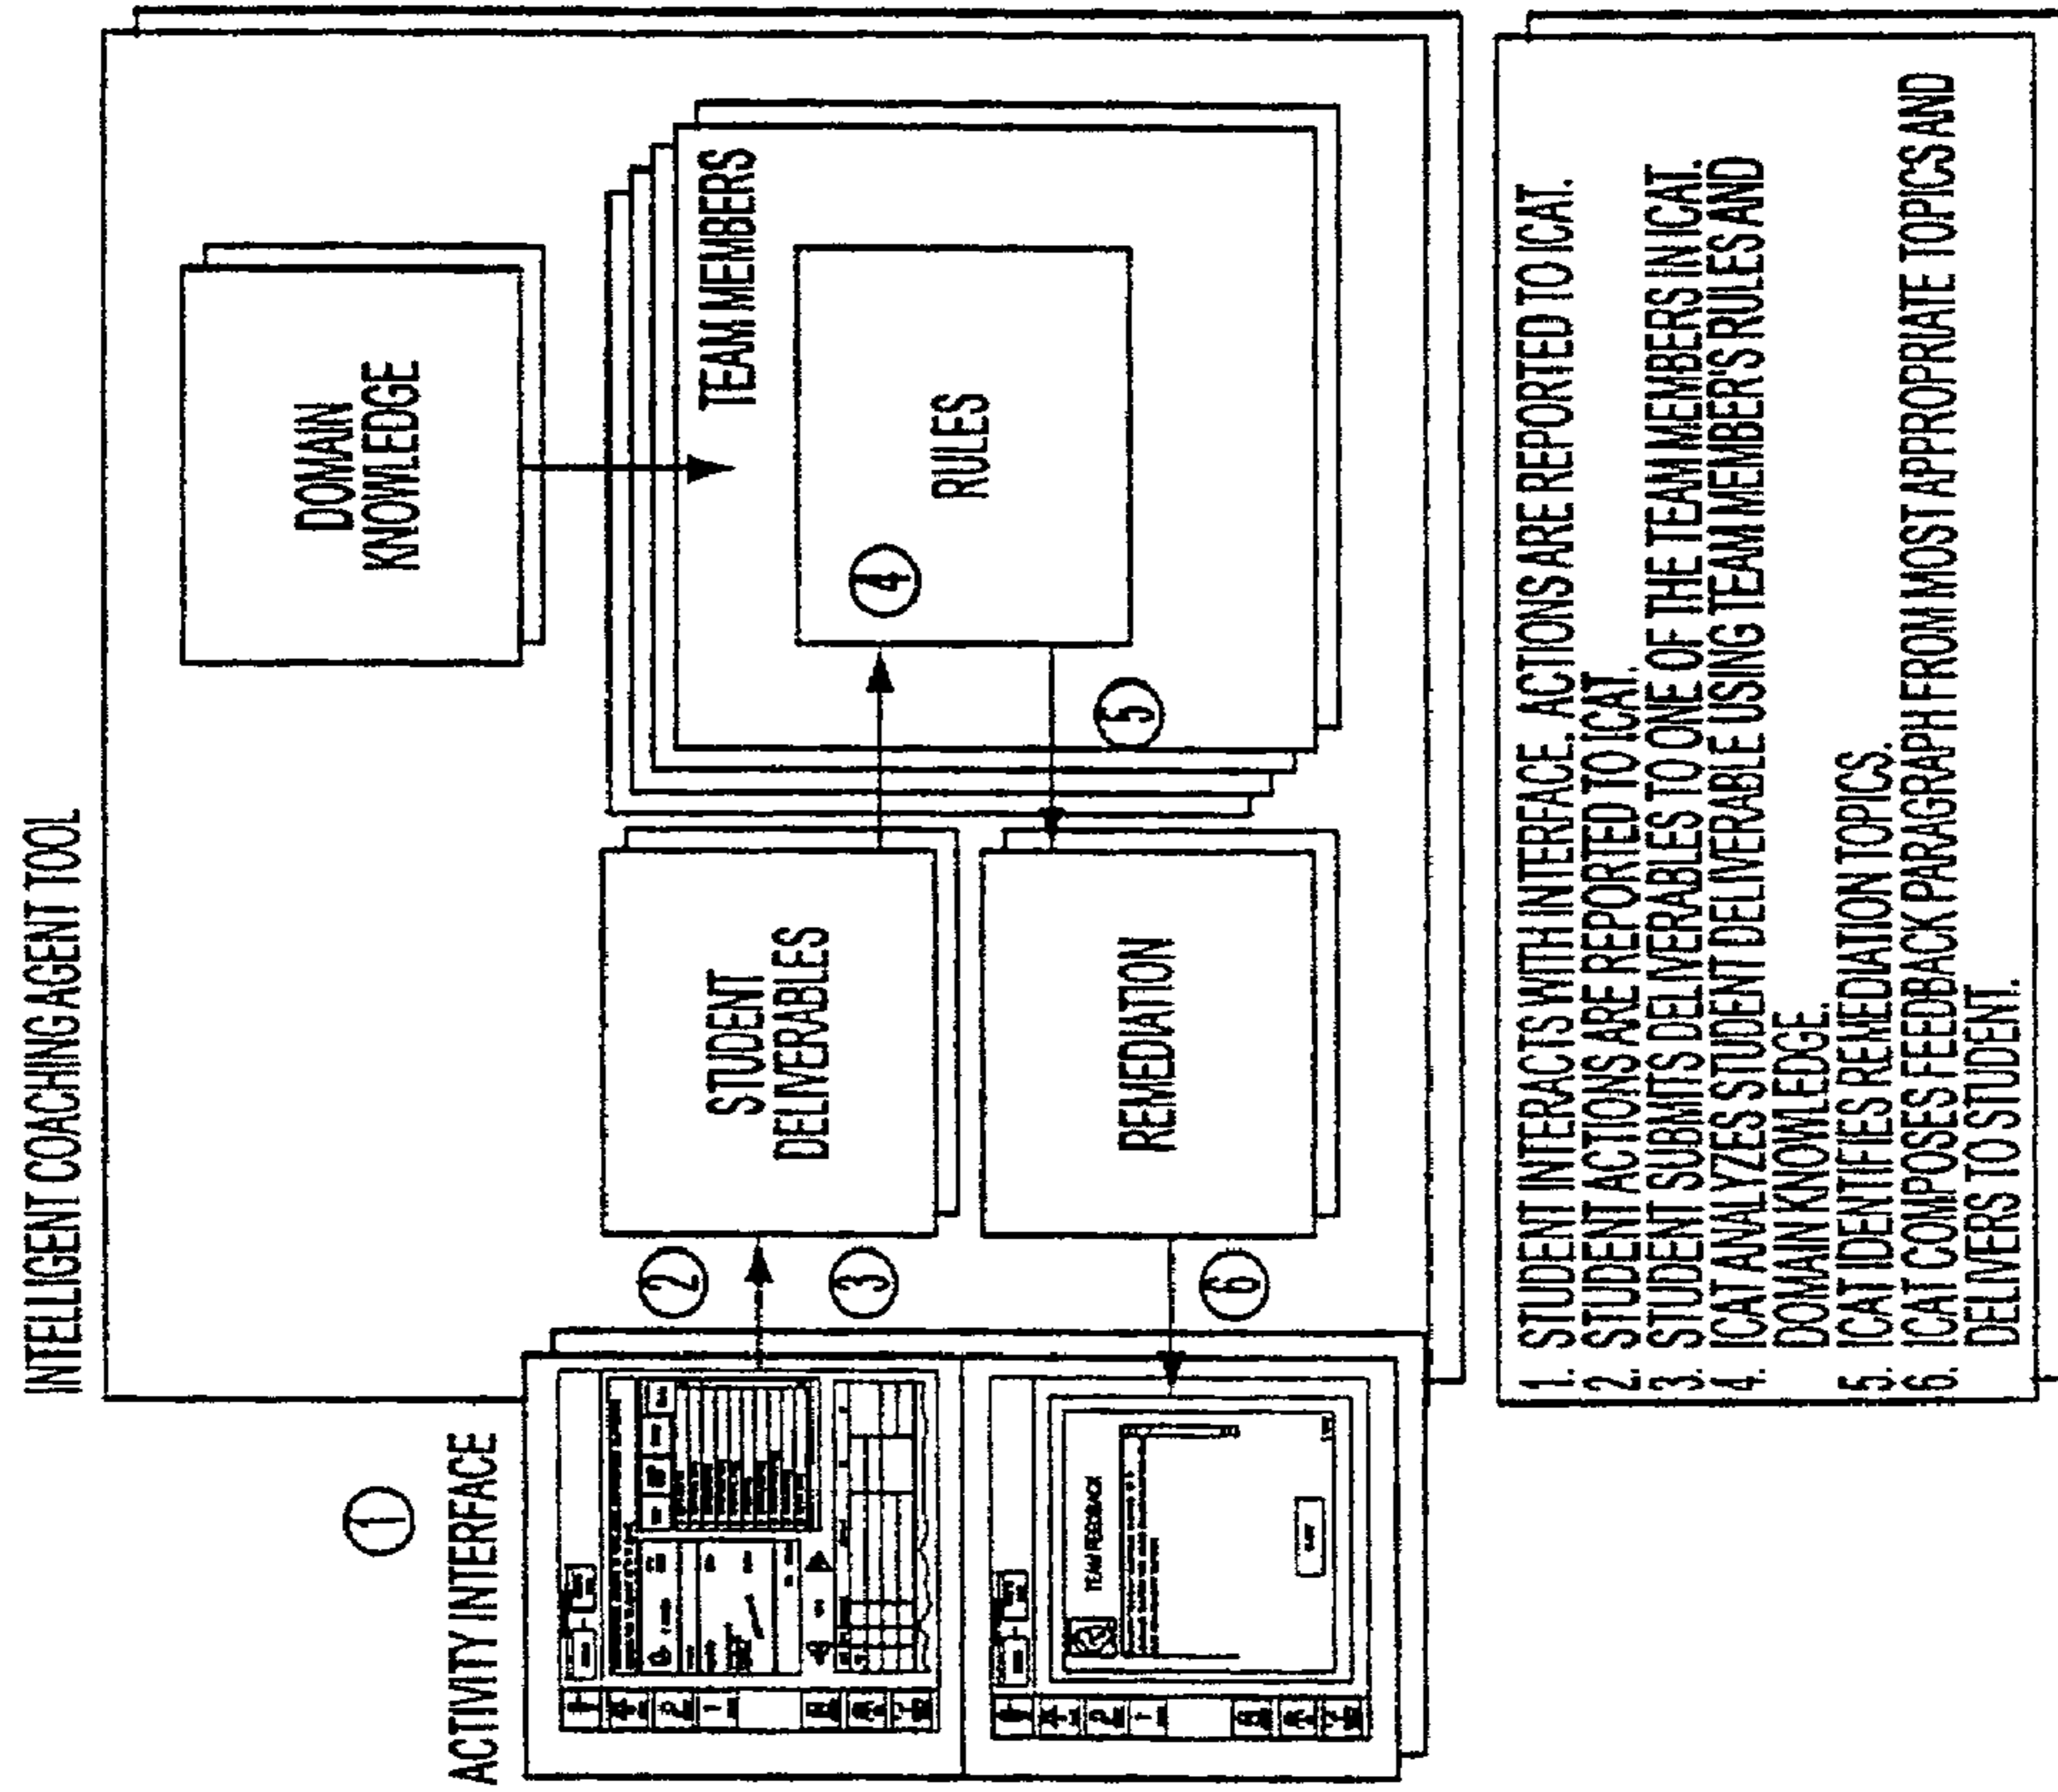 INTELLIGENT COACHING AGENT TOOL
DOMAIN
KNOWLEDGE
TEAM MEMBERS
RULES
4
5
STUDENT
DELIVERABLES
REMEDIATION
2
3
6
1
ACTIVITY INTERFACE
TEAM FEEDBACK
1. STUDENT INTERACTS WITH INTERFACE, ACTIONS ARE REPORTED TO ICAT.
2. STUDENT ACTIONS ARE REPORTED TO ICAT.
3. STUDENT SUBMITS DELIVERABLES TO ONE OF THE TEAM MEMBERS IN ICAT.
4. ICAT ANALYZES STUDENT DELIVERABLE USING TEAM MEMBER'S RULES AND
DOMAIN KNOWLEDGE.
5. ICAT IDENTIFIES REMEDIATION TOPICS.
6. ICAT COMPOSES FEEDBACK PARAGRAPH FROM MOST APPROPRIATE TOPICS AND
DELIVERS TO STUDENT.